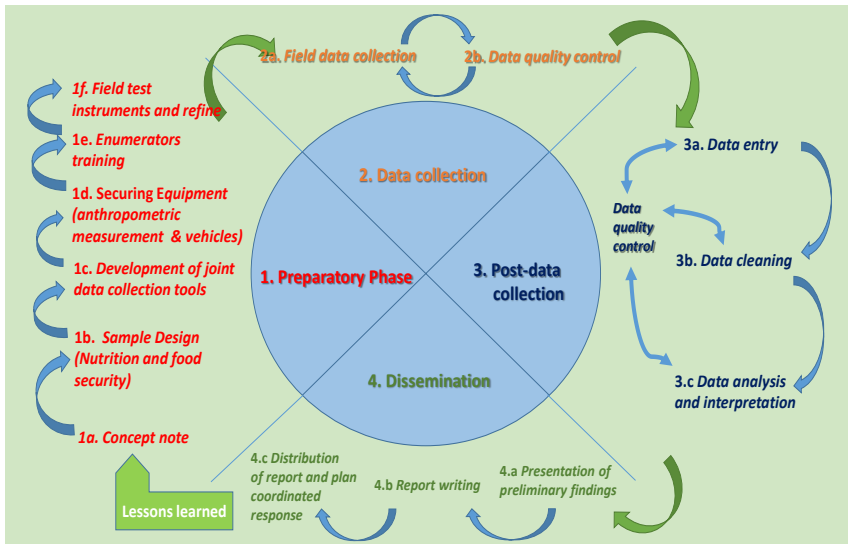 2a. Field data collection
2b. Data quality control
1f. Field test
instruments and refine
1e. Enumerators
training
1d. Securing Equipment
(anthropometric
measurement & vehicles)
1c. Development of joint
data collection tools
1b. Sample Design
(Nutrition and food
security)
1a. Concept note
Lessons learned
2. Data collection
1. Preparatory Phase
3. Post-data
collection
4. Dissemination
3a. Data entry
Data
quality
control
3b. Data cleaning
3.c Data analysis
and interpretation
4.a Presentation of
preliminary findings
4.b Report writing
4.c Distribution
of report and plan
coordinated
response